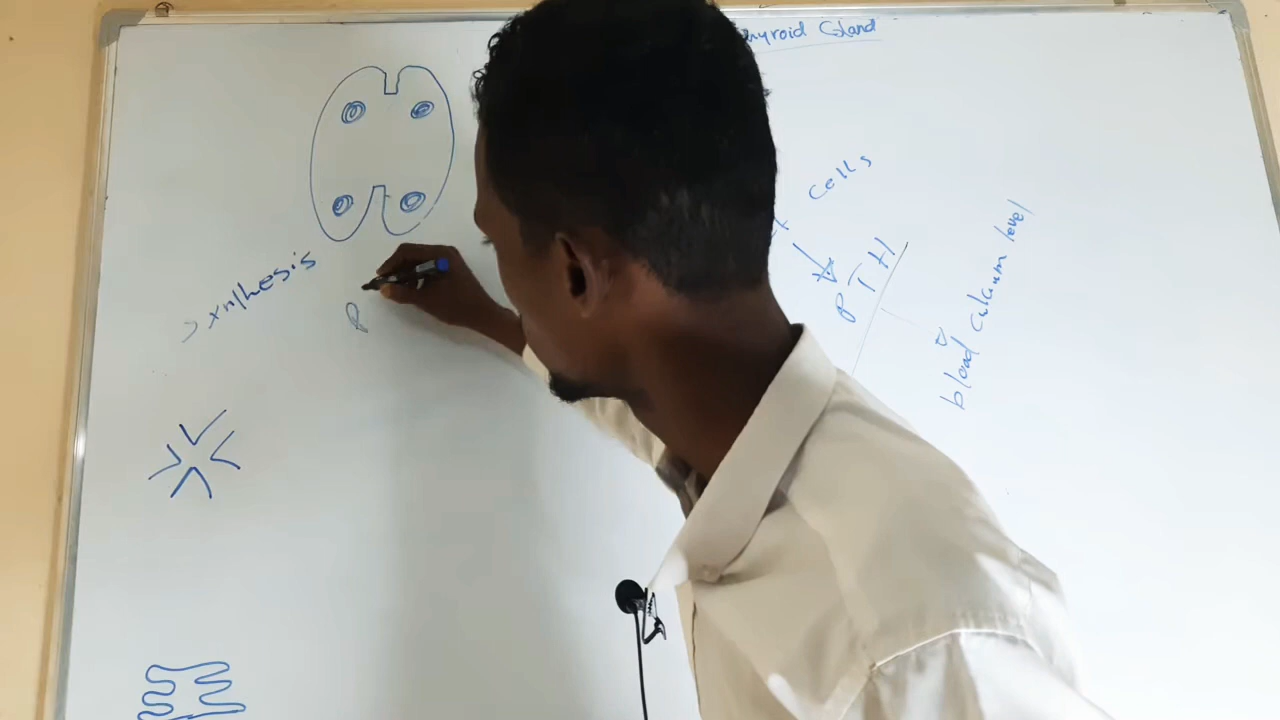 hyroid Gland
cells
PTH
blood calcium level
synthesis
P